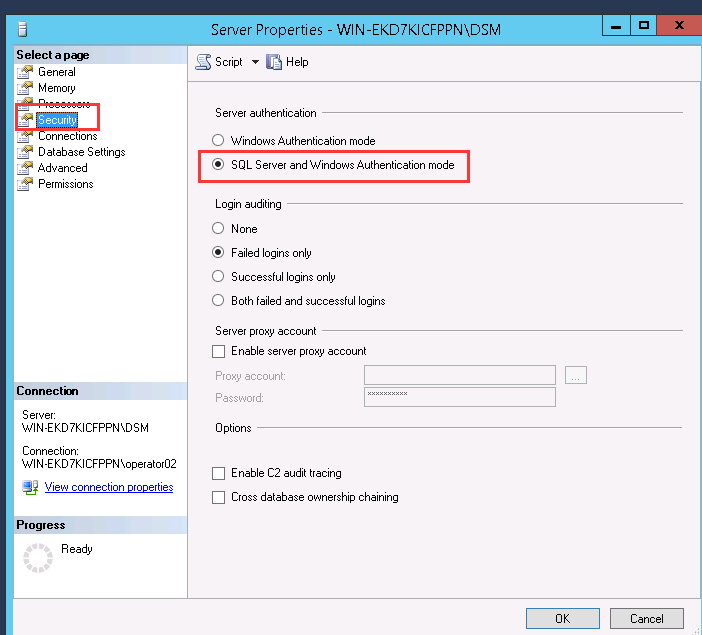 Server Properties - WIN-EKD7KICFPPN\DSM
Select a page
General
Memory
Processors
Security
Connections
Database Settings
Advanced
Permissions
Script
Help
Server authentication
Windows Authentication mode
SQL Server and Windows Authentication mode
Login auditing
None
Failed logins only
Successful logins only
Both failed and successful logins
Server proxy account
Enable server proxy account
Proxy account:
...
Password:
**********
Options
Enable C2 audit tracing
Cross database ownership chaining
Connection
Server:
WIN-EKD7KICFPPN\DSM
Connection:
WIN-EKD7KICFPPN\operator02
View connection properties
Progress
Ready
OK
Cancel